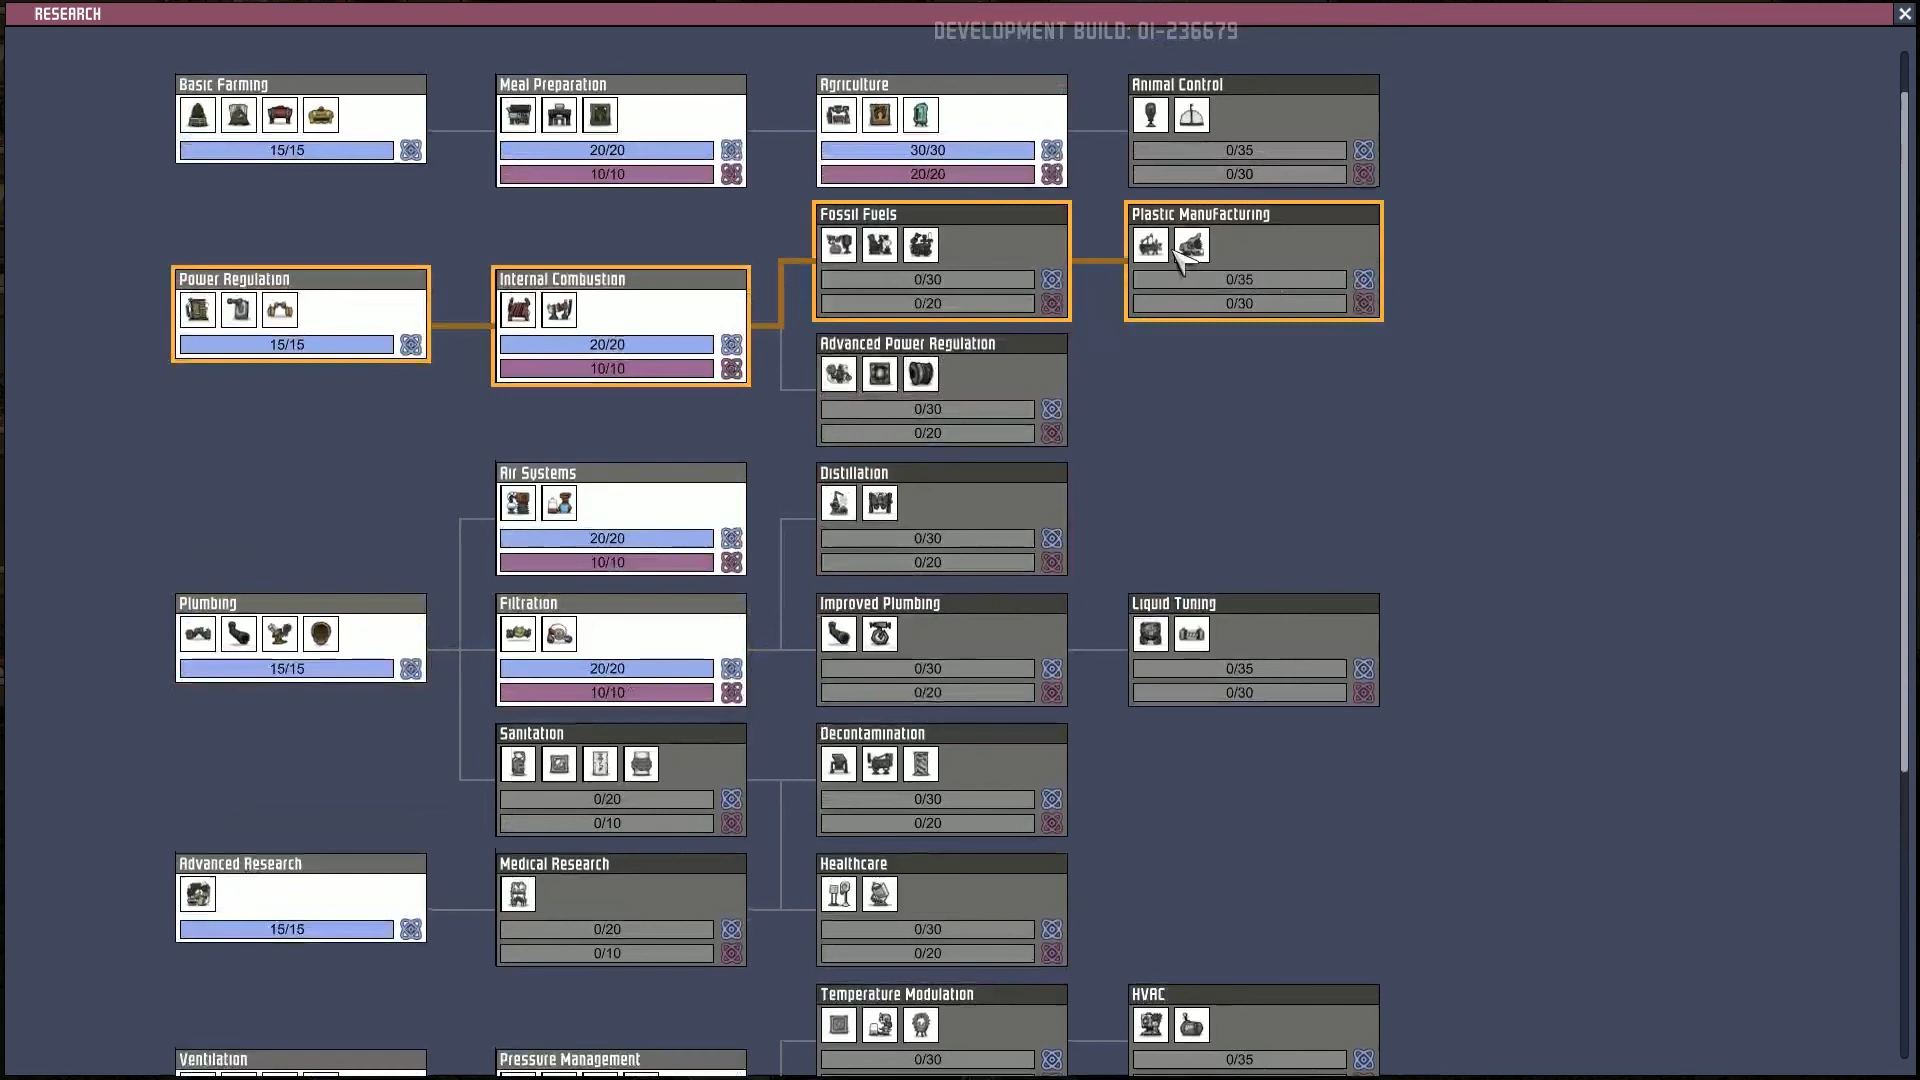 RESEARCH
DEVELOPMENT BUILD: OI-236679
Basic Farming
15/15
Meal Preparation
20/20
10/10
Agriculture
30/30
20/20
Animal Control
0/35
0/30
Power Regulation
15/15
Internal Combustion
20/20
10/10
Fossil Fuels
0/30
0/20
Plastic Manufacturing
0/35
0/30
Advanced Power Regulation
0/30
0/20
Air Systems
20/20
10/10
Distillation
0/30
0/20
Plumbing
15/15
Filtration
20/20
10/10
Improved Plumbing
0/30
0/20
Liquid Tuning
0/35
0/30
Sanitation
0/20
0/10
Decontamination
0/30
0/20
Advanced Research
15/15
Medical Research
0/20
0/10
Healthcare
0/30
0/20
Temperature Modulation
0/30
HVAC
0/35
Ventilation
Pressure Management